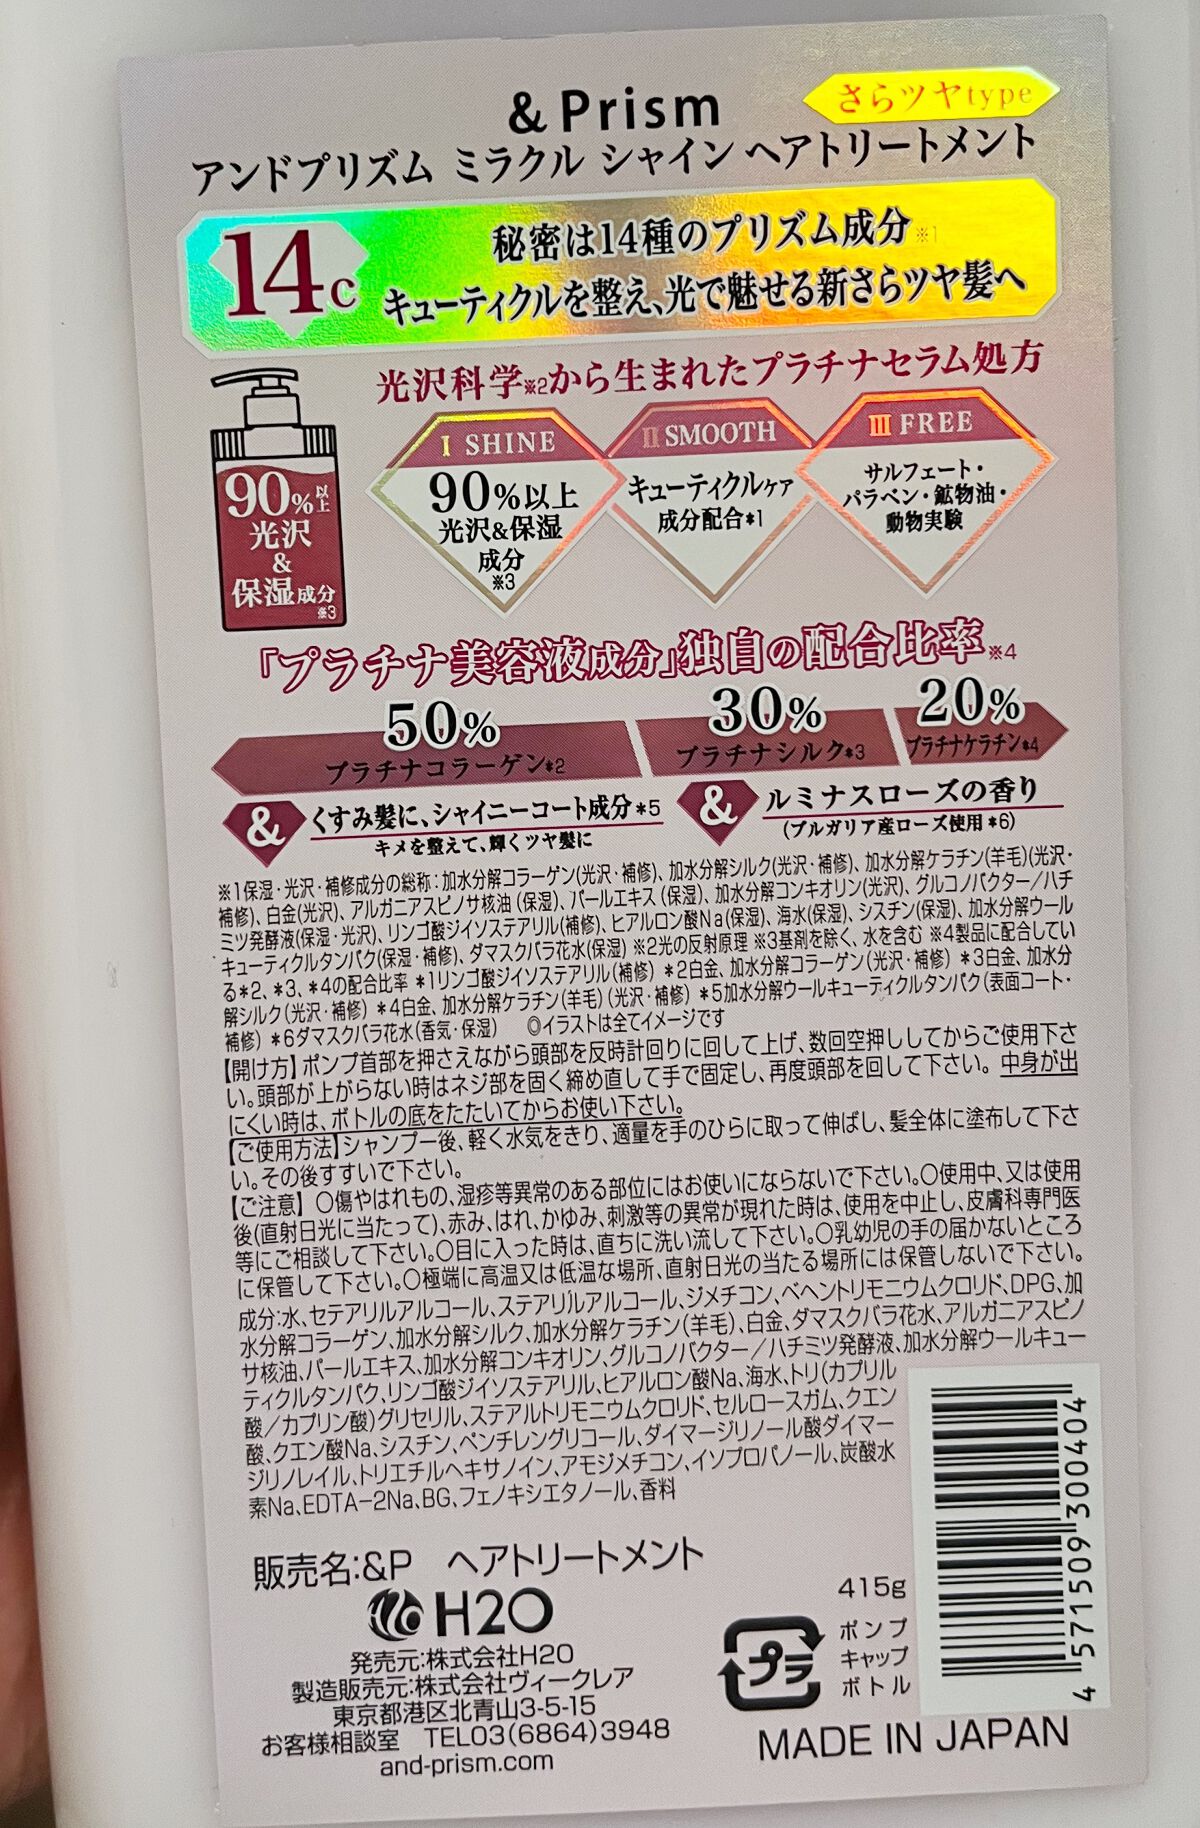 & Prism
さらツヤtype
アンドプリズム ミラクル シャイン ヘアトリートメント
14c
秘密は14種のプリズム成分※1
キューティクルを整え、光で魅せる新さらツヤ髪へ
光沢科学※2から生まれたプラチナセラム処方
90%以上
光沢
&
保湿成分
※3
I SHINE
90%以上
光沢&保湿
成分
※3
II SMOOTH
キューティクルケア
成分配合*1
III FREE
サルフェート・
パラベン・鉱物油・
動物実験
「プラチナ美容液成分」独自の配合比率※4
50%
プラチナコラーゲン*2
30%
プラチナシルク*3
20%
プラチナケラチン*4
& くすみ髪に、シャイニーコート成分*5
キメを整えて、輝くツヤ髪に
& ルミナスローズの香り
(ブルガリア産ローズ使用*6)
※1保湿・光沢・補修成分の総称:加水分解コラーゲン(光沢・補修)、加水分解シルク(光沢・補修)、加水分解ケラチン(羊毛)(光沢・
補修)、白金(光沢)、アルガニアスピノサ核油(保湿)、パールエキス(保湿)、加水分解コンキオリン(光沢)、グルコノバクター/ハチ
ミツ発酵液(保湿・光沢)、リンゴ酸ジイソステアリル(補修)、ヒアルロン酸Na(保湿)、海水(保湿)、シスチン(保湿)、加水分解ウール
キューティクルタンパク(保湿・補修)、ダマスクバラ花水(保湿) ※2光の反射原理 ※3基剤を除く、水を含む ※4製品に配合してい
る*2、*3、*4の配合比率 *1リンゴ酸ジイソステアリル(補修) *2白金、加水分解コラーゲン(光沢・補修) *3白金、加水分
解シルク(光沢・補修) *4白金、加水分解ケラチン(羊毛)(光沢・補修) *5加水分解ウールキューティクルタンパク(表面コート・
補修) *6ダマスクバラ花水(香気・保湿) ◎イラストは全てイメージです
【開け方】ポンプ首部を押さえながら頭部を反時計回りに回して上げ、数回空押ししてからご使用下さ
い。頭部が上がらない時はネジ部を固く締め直して手で固定し、再度頭部を回して下さい。中身が出
にくい時は、ボトルの底をたたいてからお使い下さい。
【ご使用方法】シャンプー後、軽く水気をきり、適量を手のひらに取って伸ばし、髪全体に塗布して下さ
い。その後すすいで下さい。
【ご注意】〇傷やはれもの、湿疹等異常のある部位にはお使いにならないで下さい。〇使用中、又は使用
後(直射日光に当たって)、赤み、はれ、かゆみ、刺激等の異常が現れた時は、使用を中止し、皮膚科専門医
等にご相談して下さい。〇目に入った時は、直ちに洗い流して下さい。〇乳幼児の手の届かないところ
に保管して下さい。〇極端に高温又は低温な場所、直射日光の当たる場所には保管しないで下さい。
成分:水、セテアリルアルコール、ステアリルアルコール、ジメチコン、ベヘントリモニウムクロリド、DPG、加
水分解コラーゲン、加水分解シルク、加水分解ケラチン(羊毛)、白金、ダマスクバラ花水、アルガニアスピノ
サ核油、パールエキス、加水分解コンキオリン、グルコノバクター/ハチミツ発酵液、加水分解ウールキュー
ティクルタンパク、リンゴ酸ジイソステアリル、ヒアルロン酸Na、海水、トリ(カプリル
酸/カプリン酸)グリセリル、ステアルトリモニウムクロリド、セルロースガム、クエン
酸、クエン酸Na、シスチン、ペンチレングリコール、ダイマージリノール酸ダイマー
ジリノレイル、トリエチルヘキサノイン、アモジメチコン、イソプロパノール、炭酸水
素Na、EDTA-2Na、BG、フェノキシエタノール、香料
4571509300404
販売名:&P ヘアトリートメント
H2O
発売元:株式会社H2O
製造販売元:株式会社ヴィークレア
東京都港区北青山3-5-15
お客様相談室 TEL03(6864)3948
and-prism.com
415g
プラ
ポンプ
キャップ
ボトル
MADE IN JAPAN